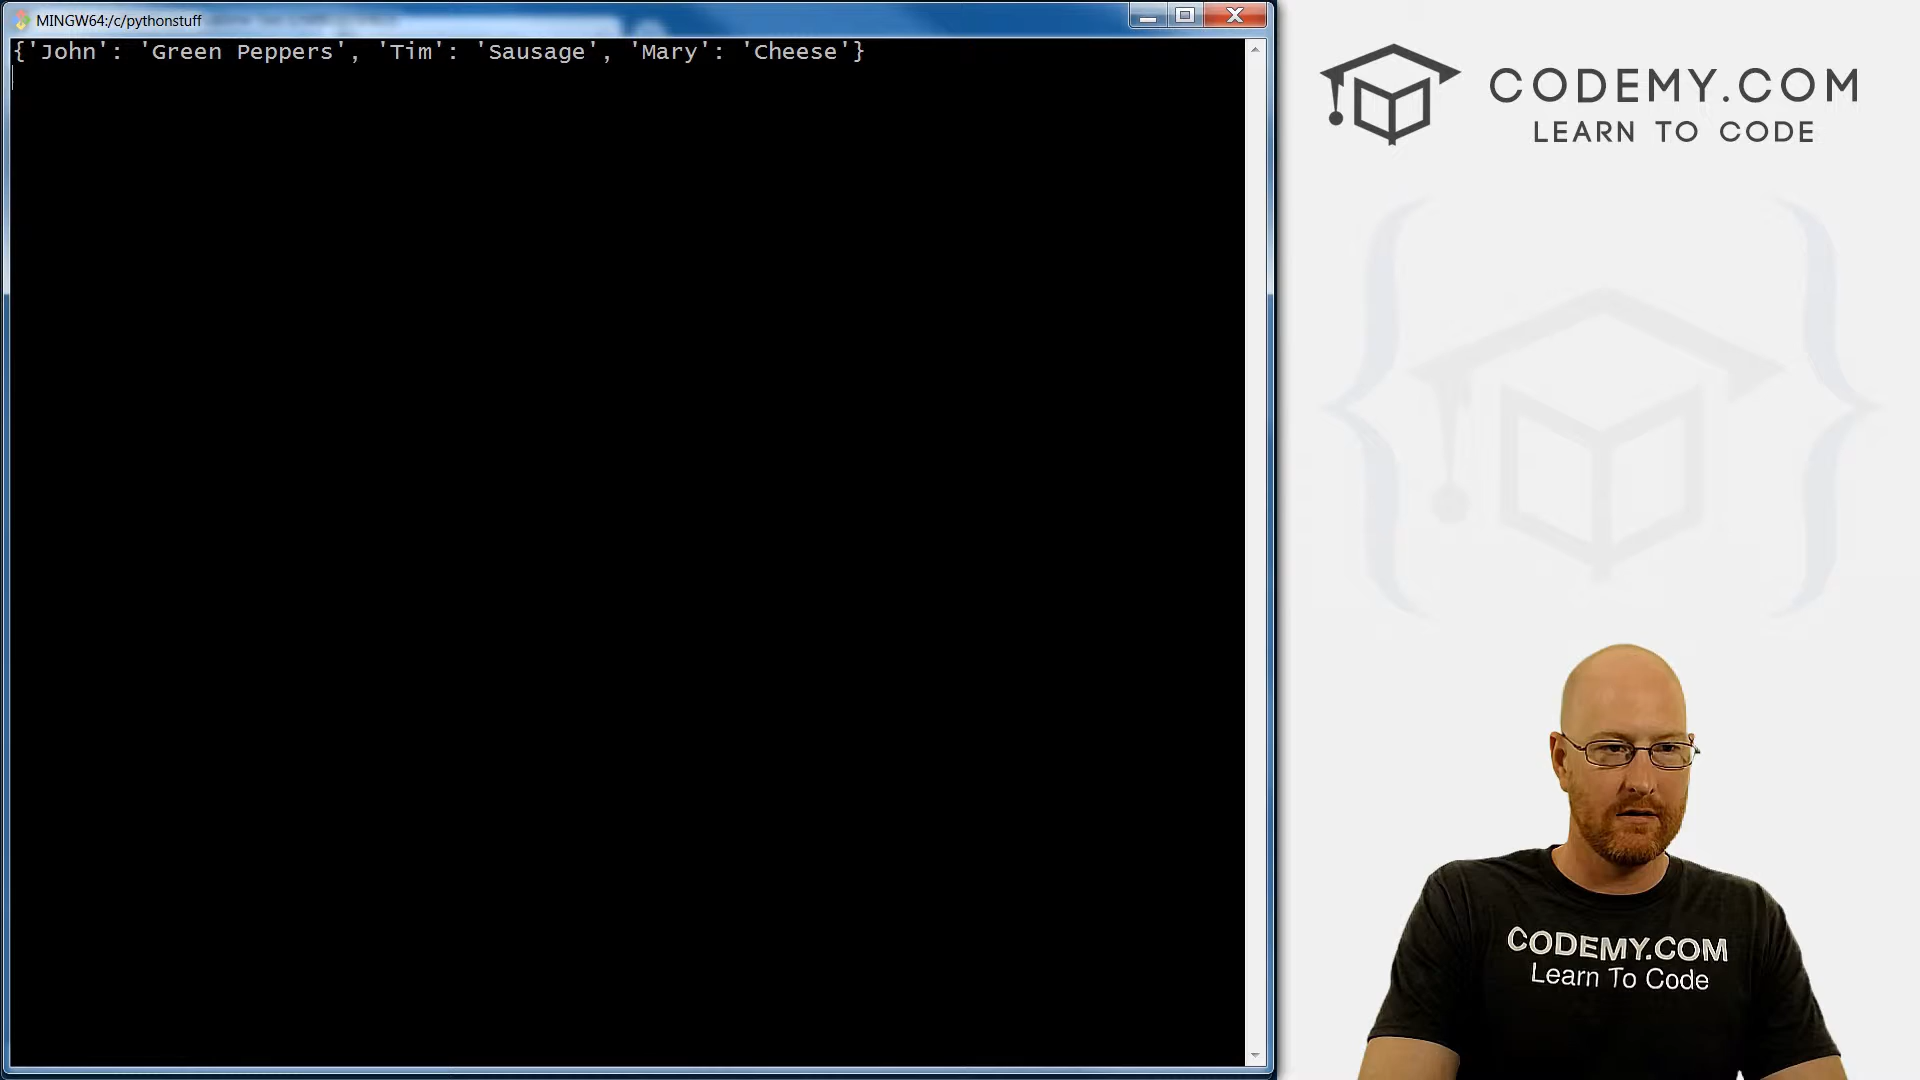 MINGW64:/c/pythonstuff
{'John': 'Green Peppers', 'Tim': 'Sausage', 'Mary': 'Cheese'}
CODEMY.COM
LEARN TO CODE
CODEMY.COM
Learn To Code